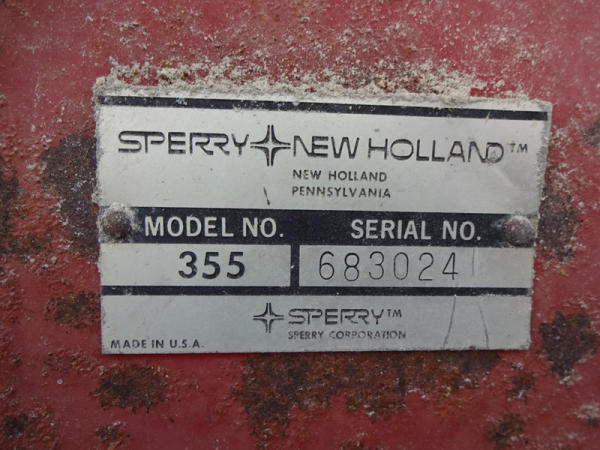 SPERRY NEW HOLLAND™
NEW HOLLAND
PENNSYLVANIA
MODEL NO. SERIAL NO.
355 683024
SPERRY™
SPERRY CORPORATION
MADE IN U.S.A.